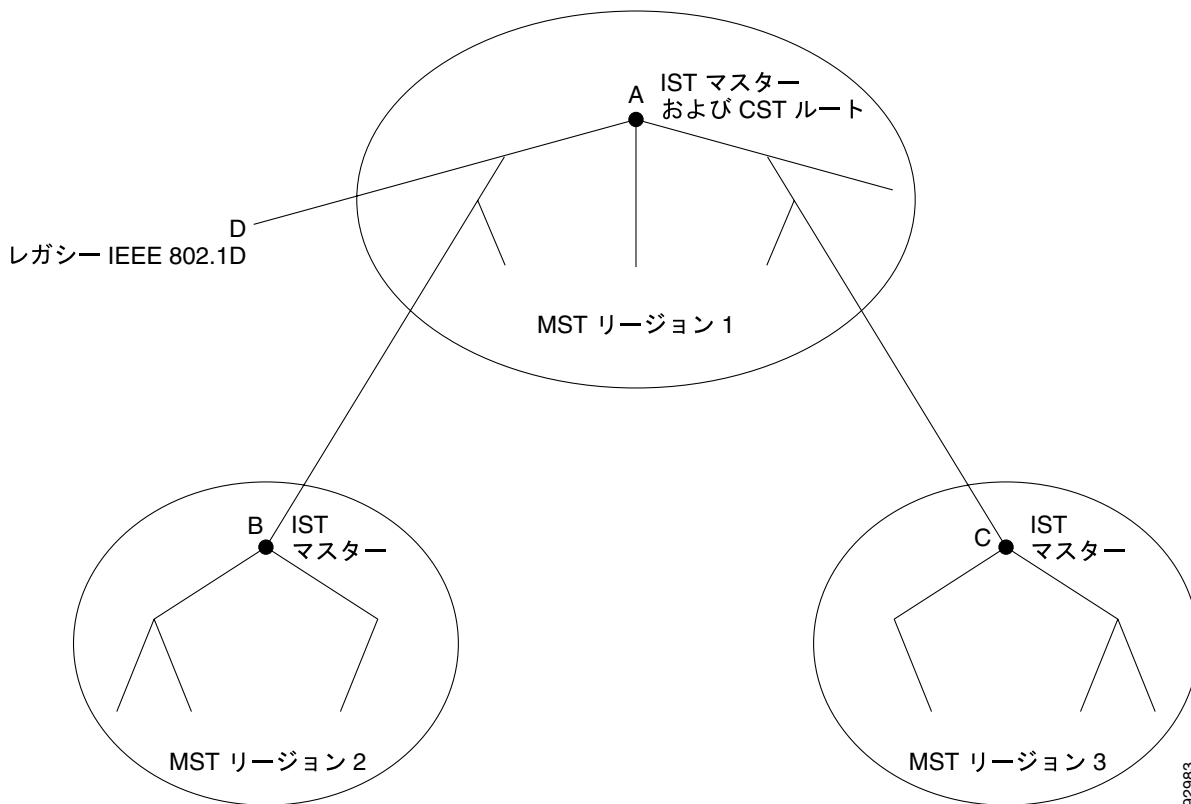 A
IST マスター
および CST ルート
D
レガシー IEEE 802.1D
MST リージョン 1
B
IST
マスター
C
IST
マスター
MST リージョン 2
MST リージョン 3
92983